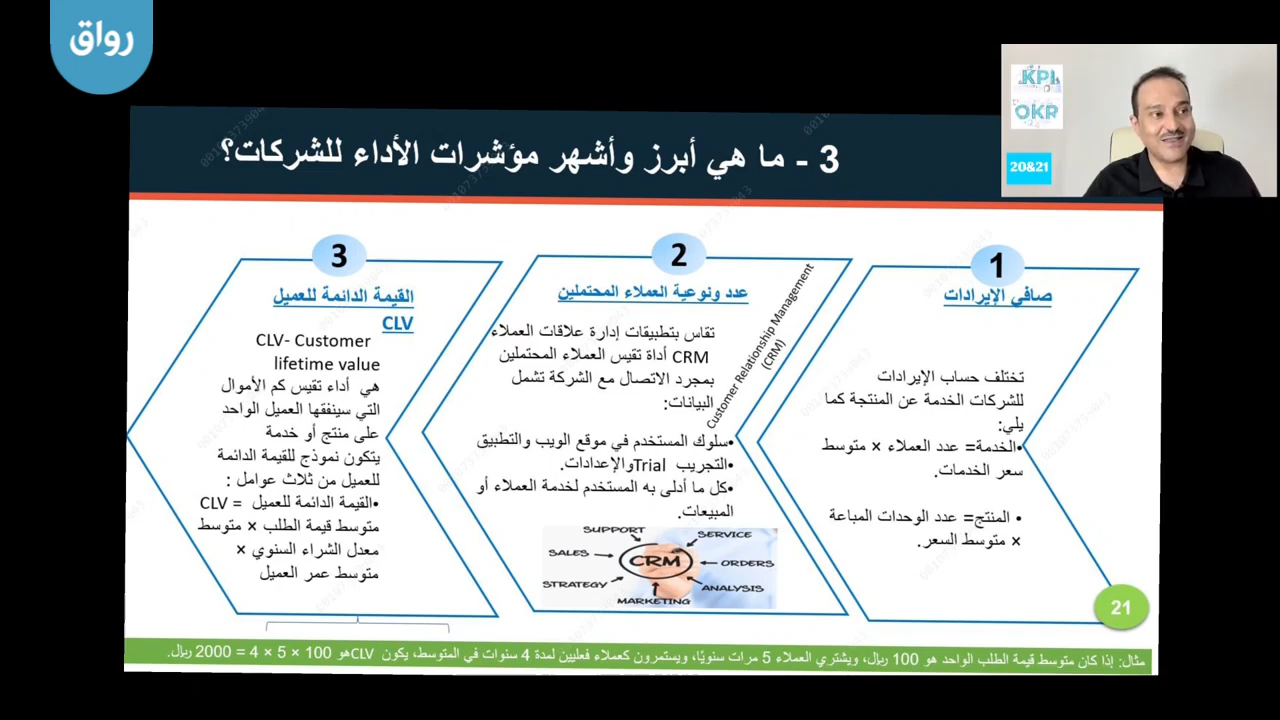 رواق
KPI
OKR
20&21
3 - ما هي أبرز وأشهر مؤشرات الأداء للشركات؟
1
صافي الإيرادات
تختلف حساب الإيرادات
للشركات الخدمة عن المنتجة كما
يلي:
•الخدمة= عدد العملاء × متوسط
سعر الخدمات.
• المنتج= عدد الوحدات المباعة
× متوسط السعر.
2
عدد ونوعية العملاء المحتملين
تقاس بتطبيقات إدارة علاقات العملاء
CRM أداة تقيس العملاء المحتملين
بمجرد الاتصال مع الشركة تشمل
البيانات:
Customer Relationship Management
(CRM)
•سلوك المستخدم في موقع الويب والتطبيق
•التجريب Trialوالإعدادات.
•كل ما أدلى به المستخدم لخدمة العملاء أو
المبيعات.
SUPPORT
SERVICE
SALES
CRM
ORDERS
STRATEGY
ANALYSIS
MARKETING
3
القيمة الدائمة للعميل
CLV
CLV- Customer
lifetime value
هي أداء تقيس كم الأموال
التي سينفقها العميل الواحد
على منتج أو خدمة
يتكون نموذج للقيمة الدائمة
للعميل من ثلاث عوامل :
•القيمة الدائمة للعميل CLV =
متوسط قيمة الطلب × متوسط
معدل الشراء السنوي ×
متوسط عمر العميل
21
مثال: إذا كان متوسط قيمة الطلب الواحد هو 100 ريال، ويشتري العملاء 5 مرات سنويًا، ويستمرون كعملاء فعليين لمدة 4 سنوات في المتوسط، يكون CLVهو 100 × 5 × 4 = 2000 ريال.